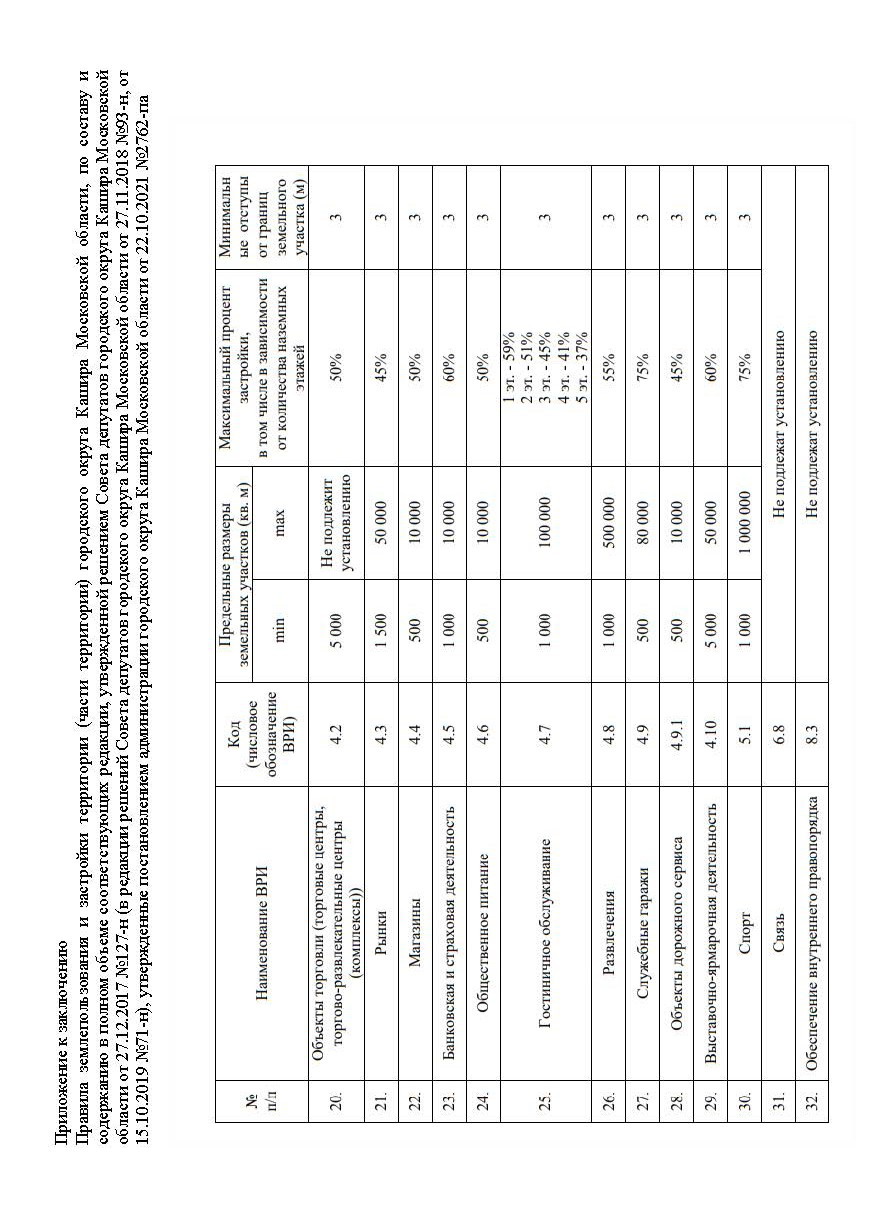 Приложение к заключению
Правила землепользования и застройки территории (части территории) городского округа Кашира Московской области, по составу и
содержанию в полном объеме соответствующих редакции, утвержденной решением Совета депутатов городского округа Кашира Московской
области от 27.12.2017 №127-н (в редакции решений Совета депутатов городского округа Кашира Московской области от 27.11.2018 №93-н, от
15.10.2019 №71-н), утвержденные постановлением администрации городского округа Кашира Московской области от 22.10.2021 №2762-па
№
п/п
Наименование ВРИ
Код
(числовое
обозначение
ВРИ)
Предельные размеры
земельных участков (кв. м)
min
max
Максимальный процент
застройки,
в том числе в зависимости
от количества наземных
этажей
Минимальн
ые отступы
от границ
земельного
участка (м)
20.
Объекты торговли (торговые центры,
торгово-развлекательные центры
(комплексы))
4.2
5 000
Не подлежит
установлению
50%
3
21. Рынки 4.3 1 500 50 000 45% 3
22. Магазины 4.4 500 10 000 50% 3
23. Банковская и страховая деятельность 4.5 1 000 10 000 60% 3
24. Общественное питание 4.6 500 10 000 50% 3
25. Гостиничное обслуживание 4.7 1 000 100 000
1 эт. - 59%
2 эт. - 51%
3 эт. - 45%
4 эт. - 41%
5 эт. - 37%
3
26. Развлечения 4.8 1 000 500 000 55% 3
27. Служебные гаражи 4.9 500 80 000 75% 3
28. Объекты дорожного сервиса 4.9.1 500 10 000 45% 3
29. Выставочно-ярмарочная деятельность 4.10 5 000 50 000 60% 3
30. Спорт 5.1 1 000 1 000 000 75% 3
31. Связь 6.8 Не подлежат установлению
32. Обеспечение внутреннего правопорядка 8.3 Не подлежат установлению